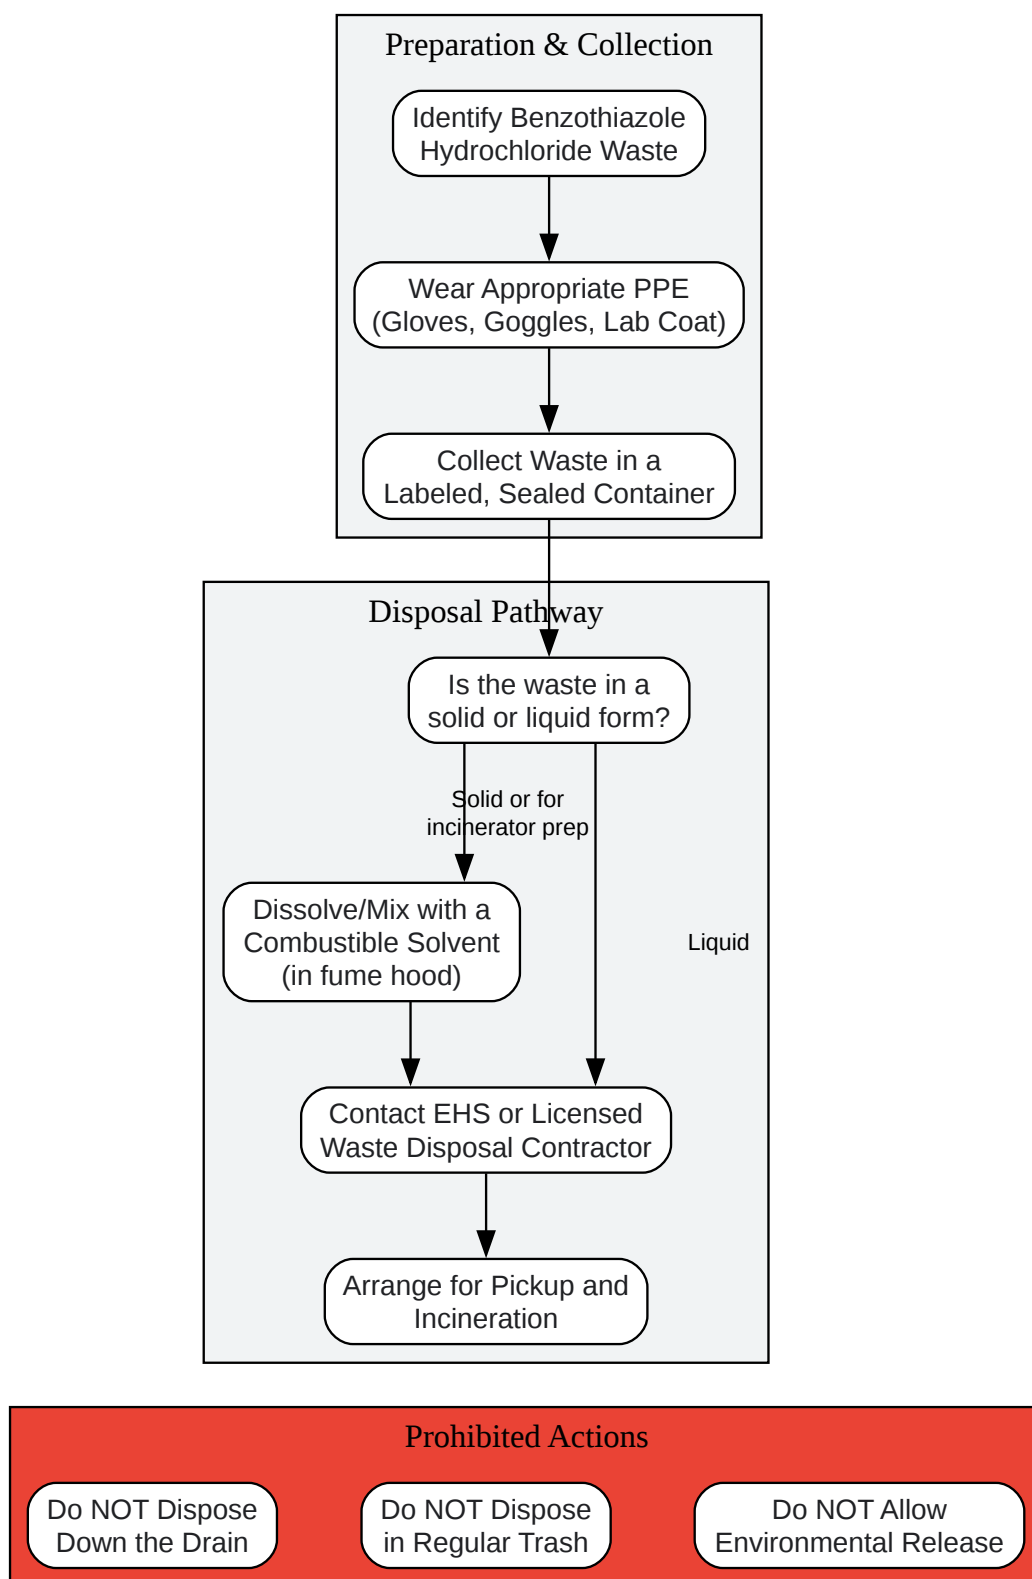 Preparation & Collection
Identify Benzothiazole
Hydrochloride Waste
Wear Appropriate PPE
(Gloves, Goggles, Lab Coat)
Collect Waste in a
Labeled, Sealed Container
Disposal Pathway
Is the waste in a
solid or liquid form?
Solid or for
incinerator prep
Dissolve/Mix with a
Combustible Solvent
(in fume hood)
Liquid
Contact EHS or Licensed
Waste Disposal Contractor
Arrange for Pickup and
Incineration
Prohibited Actions
Do NOT Dispose
Down the Drain
Do NOT Dispose
in Regular Trash
Do NOT Allow
Environmental Release